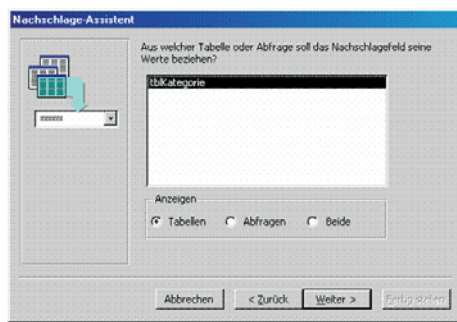 Nachschlage-Assistent
Aus welcher Tabelle oder Abfrage soll das Nachschlagefeld seine
Werte beziehen?
tblKategorie
Anzeigen
Tabellen Abfragen Beide
Abbrechen < Zurück Weiter > Fertig stellen